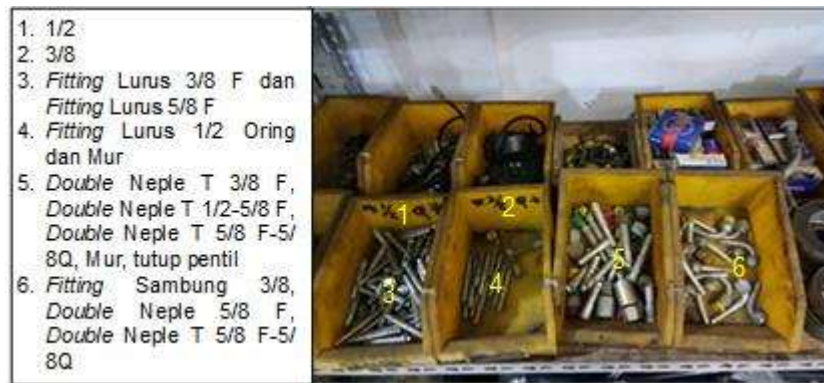 1. 1/2
2. 3/8
3. Fitting Lurus 3/8 F dan
Fitting Lurus 5/8 F
4. Fitting Lurus 1/2 Oring
dan Mur
5. Double Neple T 3/8 F,
Double Neple T 1/2-5/8 F,
Double Neple T 5/8 F-5/
8Q, Mur, tutup pentil
6. Fitting Sambung 3/8,
Double Neple 5/8 F,
Double Neple T 5/8 F-5/
8Q
1
2
3
4
5
6